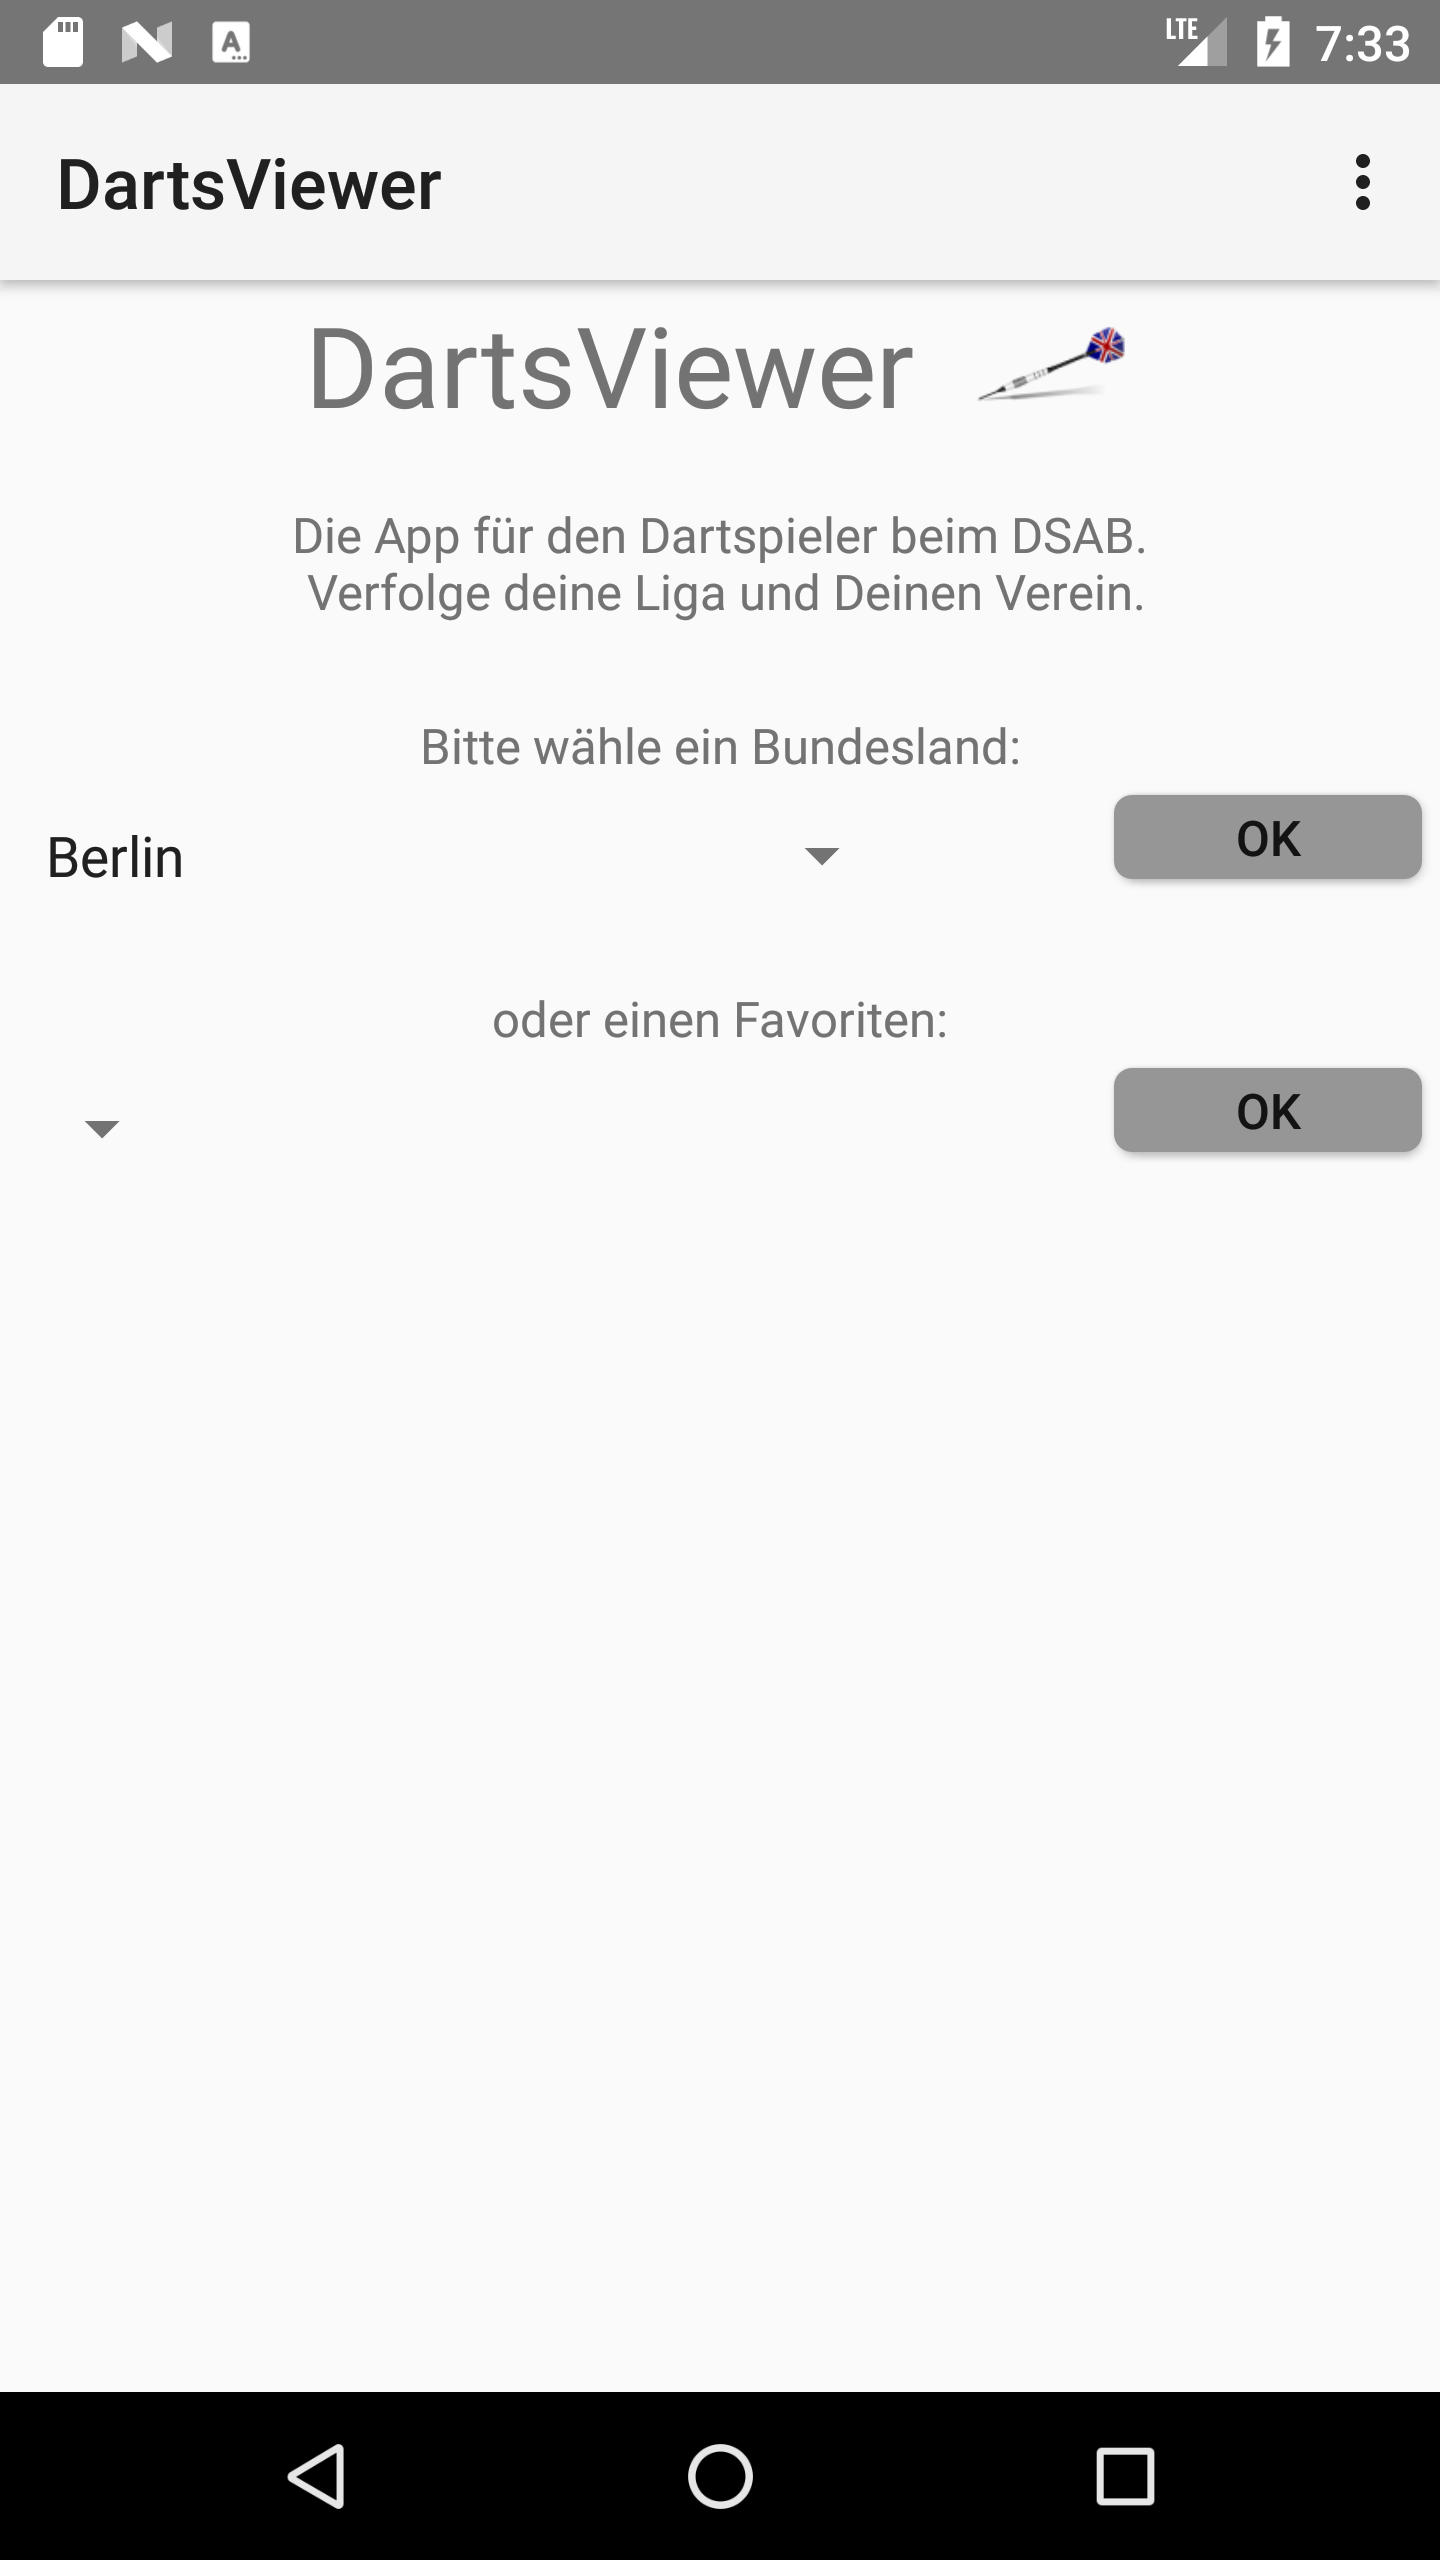 LTE 7:33
DartsViewer
DartsViewer
Die App für den Dartspieler beim DSAB.
Verfolge deine Liga und Deinen Verein.
Bitte wähle ein Bundesland:
Berlin
OK
oder einen Favoriten:
OK